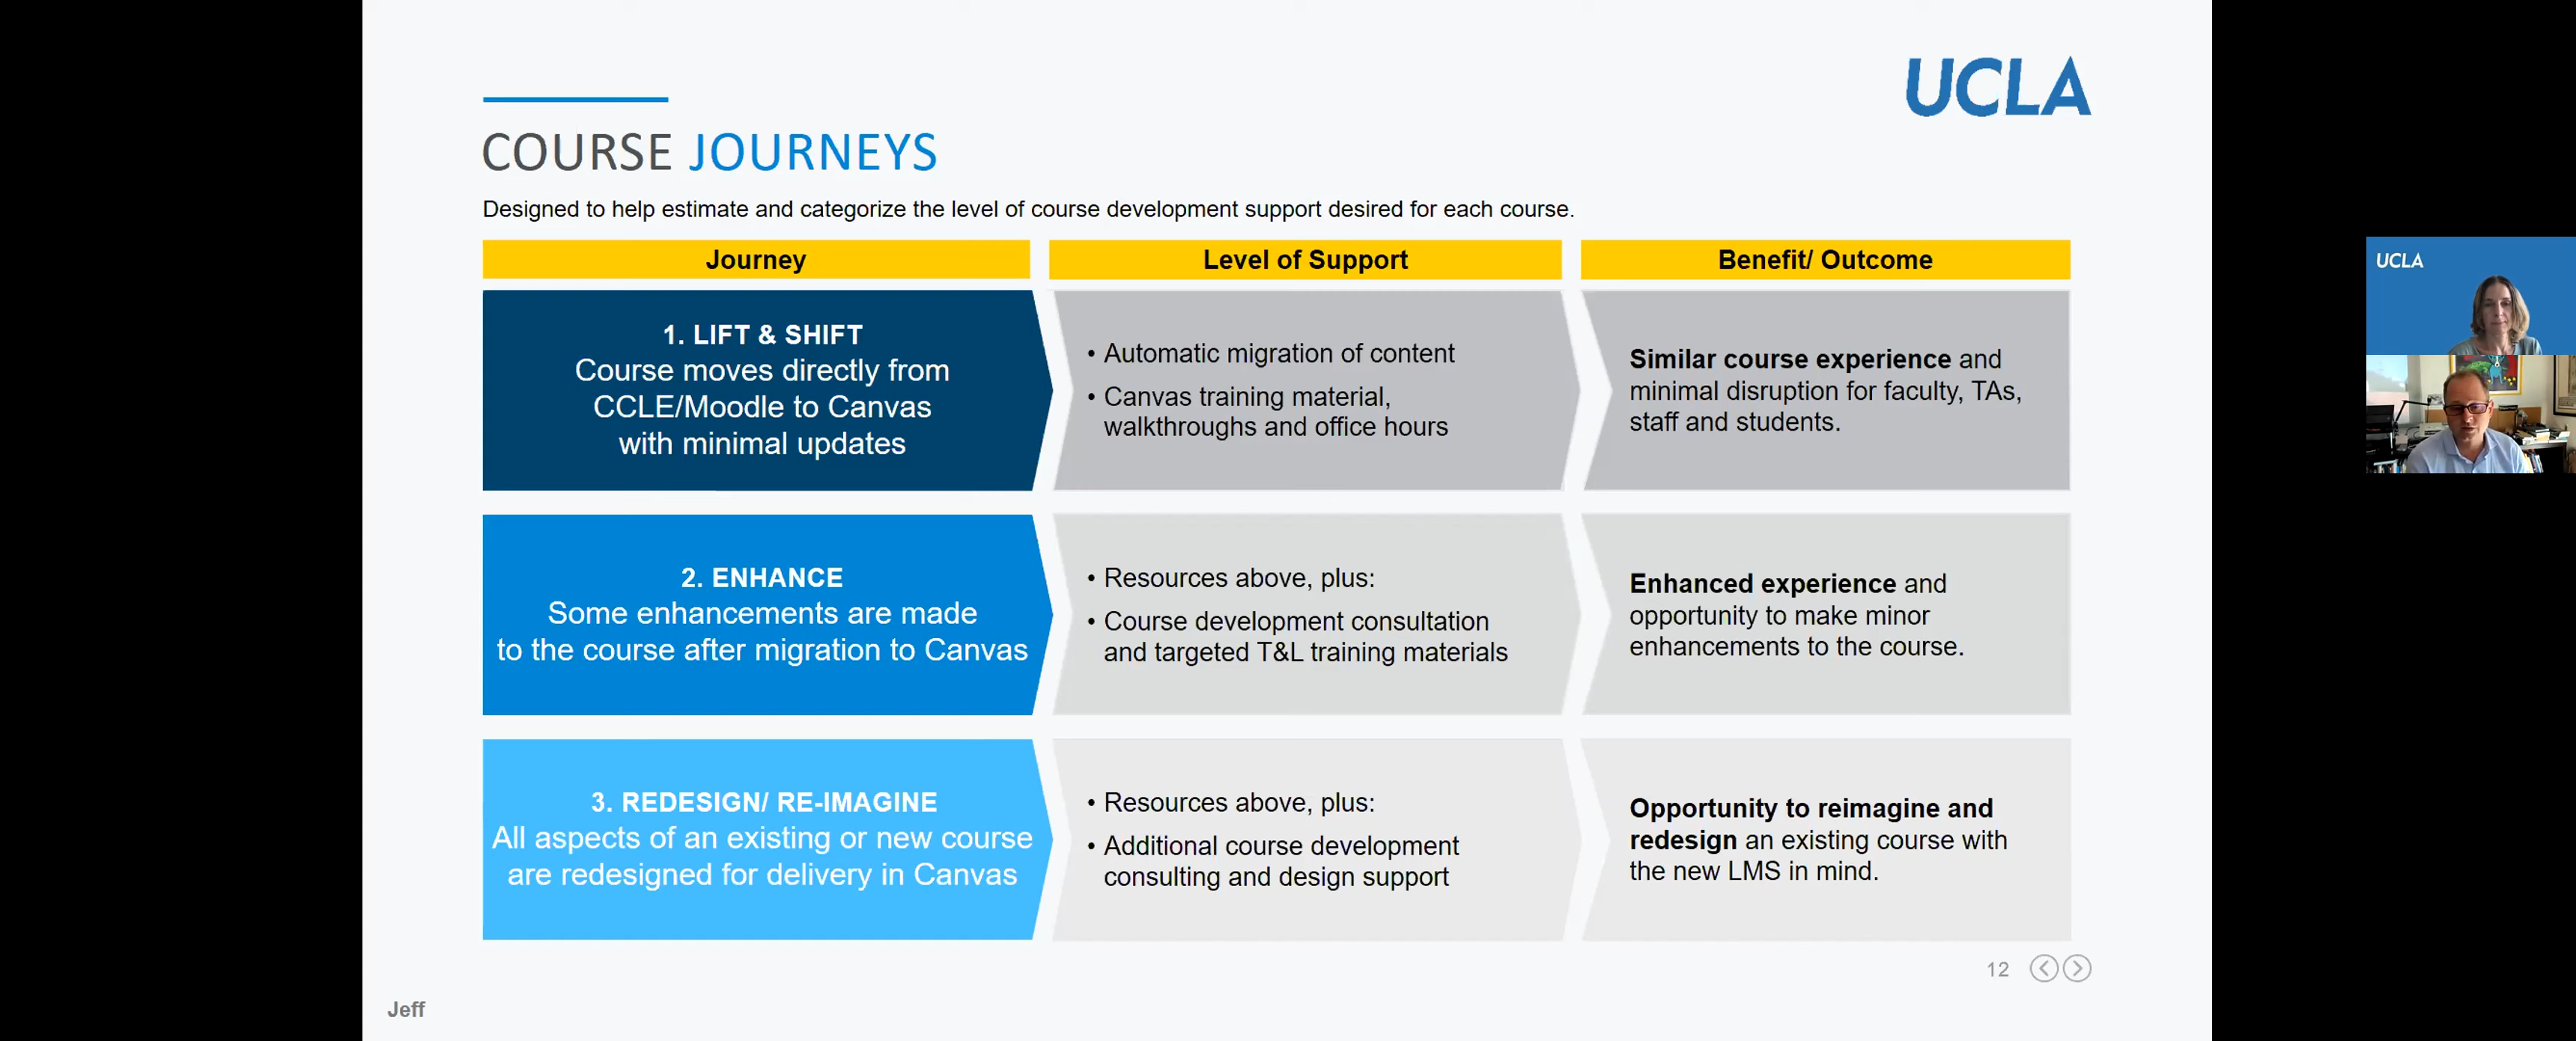 UCLA
COURSE JOURNEYS
Designed to help estimate and categorize the level of course development support desired for each course.
Journey
Level of Support
Benefit/ Outcome
1. LIFT & SHIFT
Course moves directly from
CCLE/Moodle to Canvas
with minimal updates
• Automatic migration of content
• Canvas training material,
walkthroughs and office hours
Similar course experience and
minimal disruption for faculty, TAs,
staff and students.
2. ENHANCE
Some enhancements are made
to the course after migration to Canvas
• Resources above, plus:
• Course development consultation
and targeted T&L training materials
Enhanced experience and
opportunity to make minor
enhancements to the course.
3. REDESIGN/ RE-IMAGINE
All aspects of an existing or new course
are redesigned for delivery in Canvas
• Resources above, plus:
• Additional course development
consulting and design support
Opportunity to reimagine and
redesign an existing course with
the new LMS in mind.
12
Jeff
UCLA